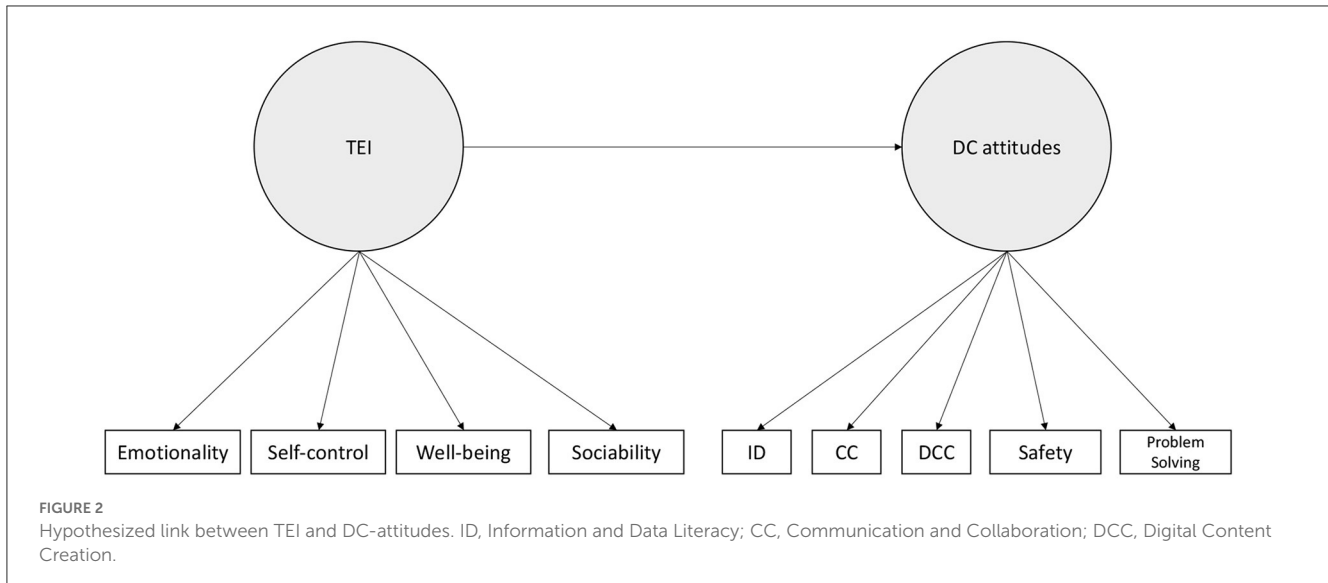 TEI
DC attitudes
Emotionality
Self-control
Well-being
Sociability
ID
CC
DCC
Safety
Problem
Solving
FIGURE 2
Hypothesized link between TEI and DC-attitudes. ID, Information and Data Literacy; CC, Communication and Collaboration; DCC, Digital Content
Creation.